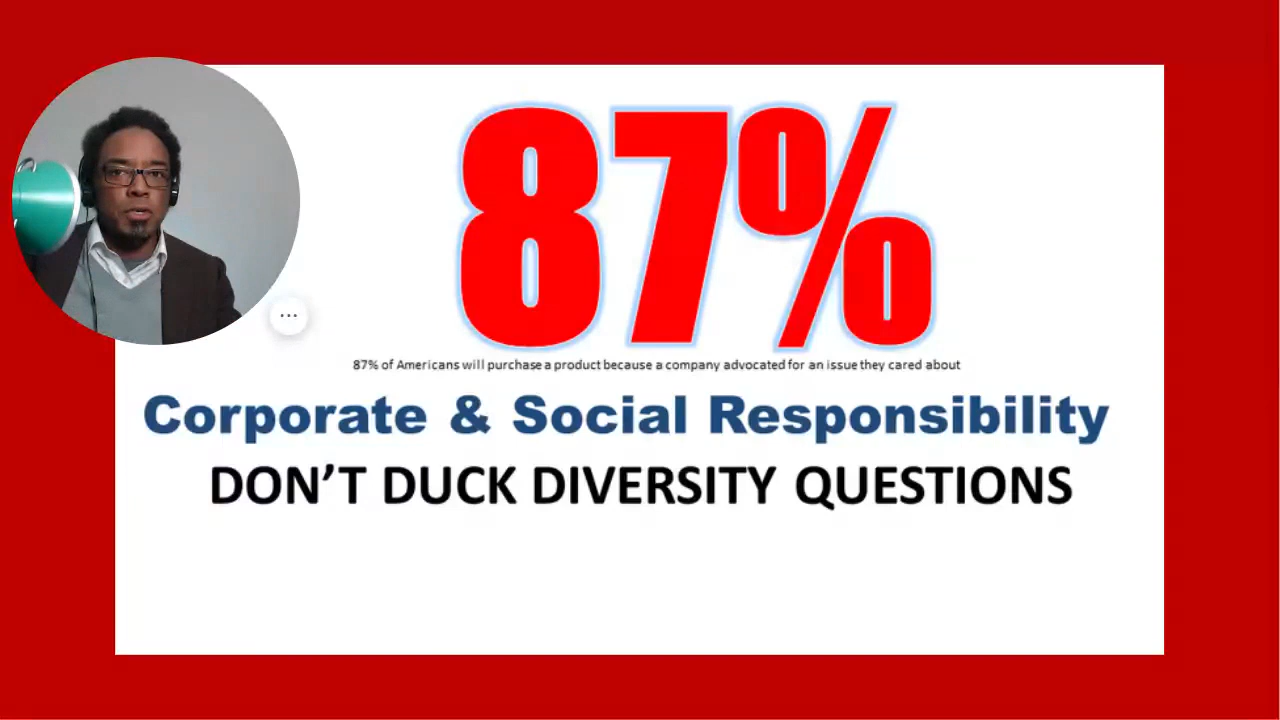 87%
87% of Americans will purchase a product because a company advocated for an issue they cared about
Corporate & Social Responsibility
DON’T DUCK DIVERSITY QUESTIONS